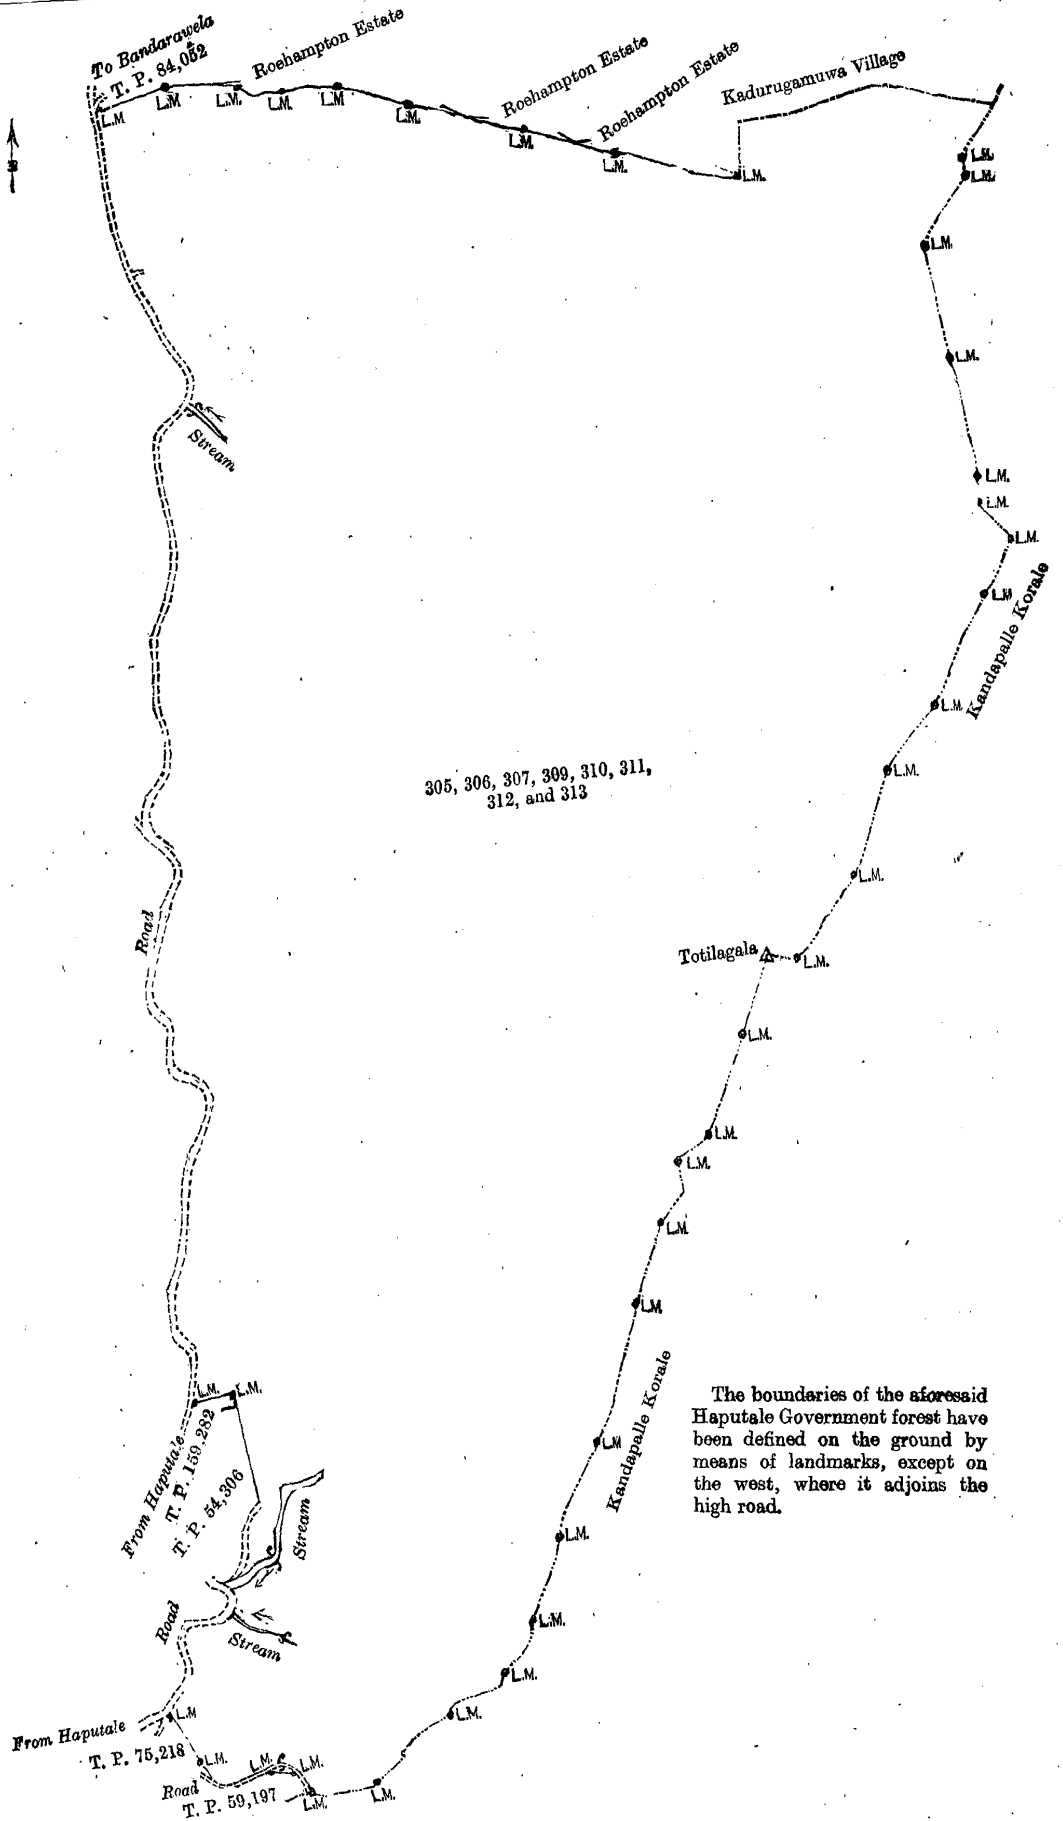 To Bandarawela
T. P. 84,052
Roehampton Estate
Roehampton Estate
Roehampton Estate
Kadurugamuwa Village
L.M
L.M
L.M.
L.M.
L.M.
L.M.
L.M.
L.M.
L.M.
L.M.
L.M.
L.M.
L.M.
Stream
L.M.
L.M.
L.M.
L.M
Kandapalle Korale
L.M.
L.M.
305, 306, 307, 309, 310, 311,
312, and 313
L.M.
Road
Totilagala
L.M.
L.M.
L.M.
L.M.
L.M.
L.M.
L.M.
L.M.
Kandapalle Korale
The boundaries of the aforesaid
Haputale Government forest have
been defined on the ground by
means of landmarks, except on
the west, where it adjoins the
high road.
From Haputale
T. P. 159,282
T. P. 54,306
L.M
Stream
L.M.
L.M.
Road
Stream
L.M.
L.M.
L.M
From Haputale
T. P. 75,218
L.M.
L.M.
L.M.
Road
T. P. 59,197
L.M.
L.M.